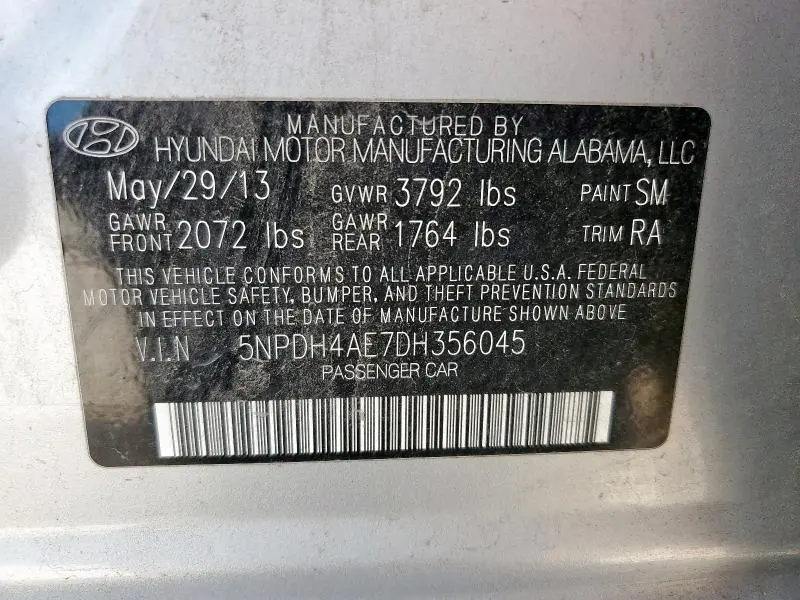 MANUFACTURED BY
HYUNDAI MOTOR MANUFACTURING ALABAMA, LLC
May/29/13 GVWR 3792 lbs PAINT SM
GAWR FRONT 2072 lbs GAWR REAR 1764 lbs TRIM RA
THIS VEHICLE CONFORMS TO ALL APPLICABLE U.S.A. FEDERAL
MOTOR VEHICLE SAFETY, BUMPER, AND THEFT PREVENTION STANDARDS
IN EFFECT ON THE DATE OF MANUFACTURE SHOWN ABOVE
V.I.N 5NPDH4AE7DH356045
PASSENGER CAR